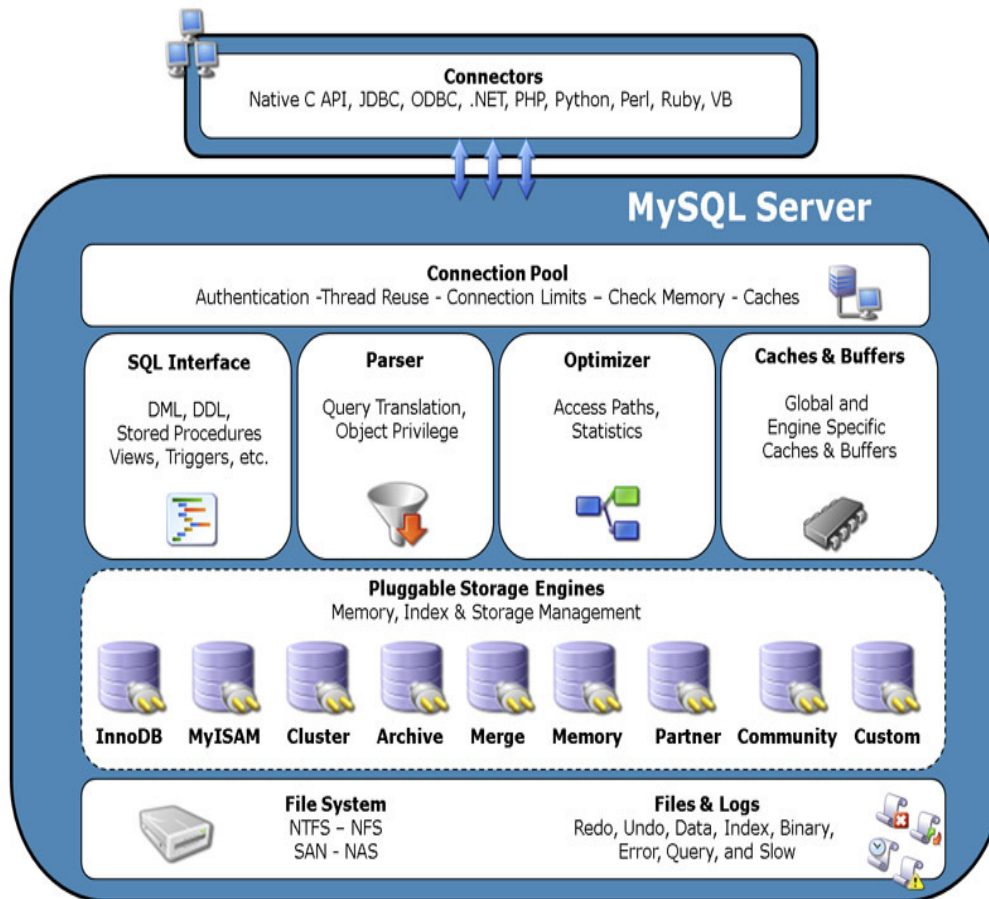 Connectors
Native C API, JDBC, ODBC, .NET, PHP, Python, Perl, Ruby, VB
MySQL Server
Connection Pool
Authentication -Thread Reuse - Connection Limits – Check Memory - Caches
SQL Interface
DML, DDL,
Stored Procedures
Views, Triggers, etc.
Parser
Query Translation,
Object Privilege
Optimizer
Access Paths,
Statistics
Caches & Buffers
Global and
Engine Specific
Caches & Buffers
Pluggable Storage Engines
Memory, Index & Storage Management
InnoDB
MyISAM
Cluster
Archive
Merge
Memory
Partner
Community
Custom
File System
NTFS – NFS
SAN - NAS
Files & Logs
Redo, Undo, Data, Index, Binary,
Error, Query, and Slow